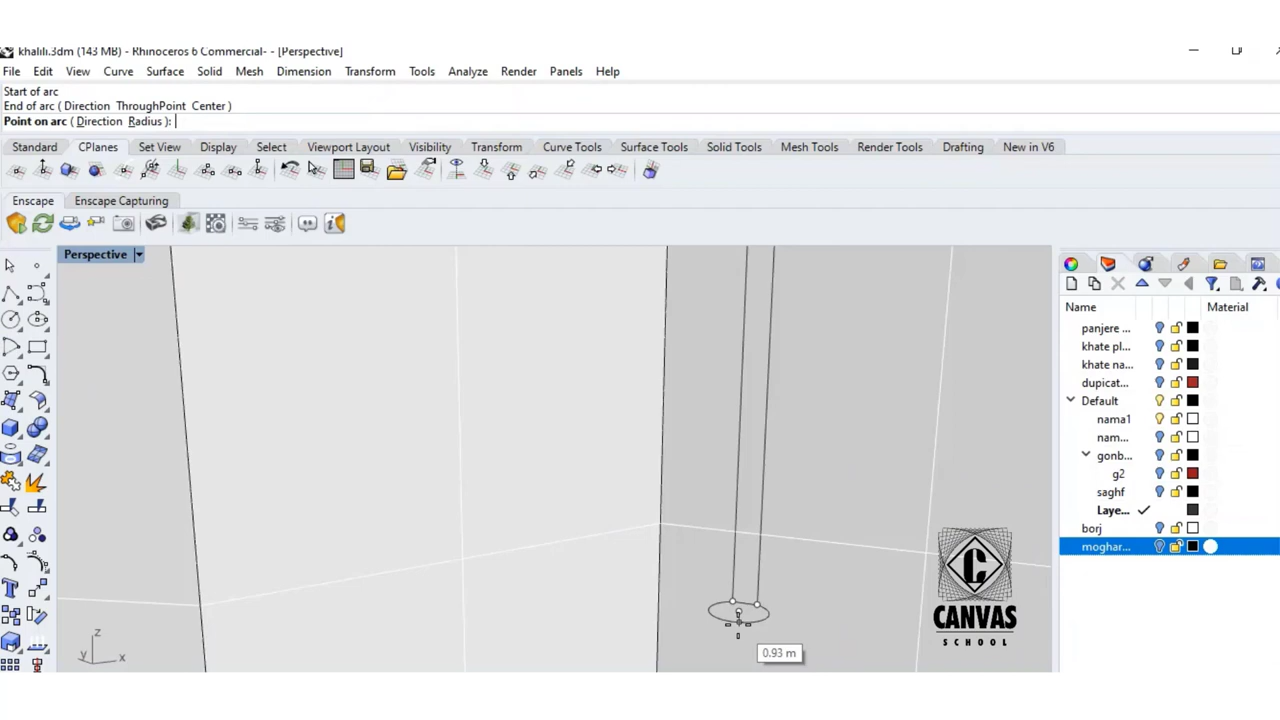 khalili.3dm (143 MB) - Rhinoceros 6 Commercial- - [Perspective]
File Edit View Curve Surface Solid Mesh Dimension Transform Tools Analyze Render Panels Help
Start of arc
End of arc ( Direction ThroughPoint Center )
Point on arc ( Direction Radius ):
Standard CPlanes Set View Display Select Viewport Layout Visibility Transform Curve Tools Surface Tools Solid Tools Mesh Tools Render Tools Drafting New in V6
Enscape Enscape Capturing
Perspective
Name Material
panjere ...
khate pl...
khate na...
dupicat...
Default
nama1
nam...
gonb...
g2
saghf
Laye...
borj
moghar...
0.93 m
z
y x
C
CANVAS
SCHOOL